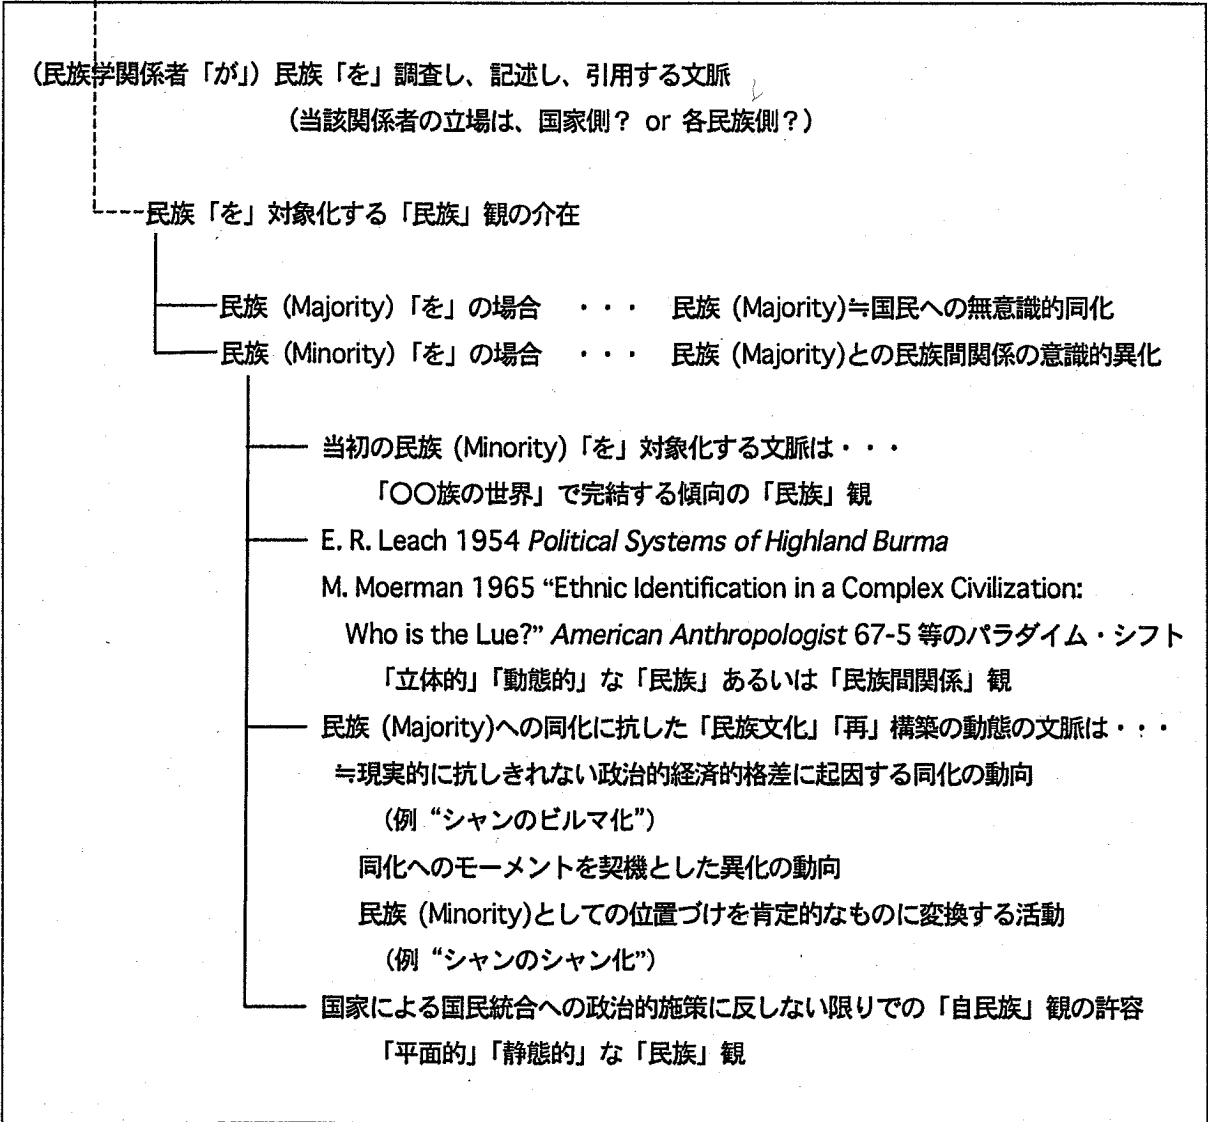 (民族学関係者「が」) 民族「を」調査し、記述し、引用する文脈
(当該関係者の立場は、国家側？ or 各民族側？)
民族「を」対象化する「民族」観の介在
民族 (Majority)「を」の場合 ・・・ 民族 (Majority)≒国民への無意識的同化
民族 (Minority)「を」の場合 ・・・ 民族 (Majority)との民族間関係の意識的異化
当初の民族 (Minority)「を」対象化する文脈は・・・
「〇〇族の世界」で完結する傾向の「民族」観
E. R. Leach 1954 Political Systems of Highland Burma
M. Moerman 1965 “Ethnic Identification in a Complex Civilization:
Who is the Lue?” American Anthropologist 67-5 等のパラダイム・シフト
「立体的」「動態的」な「民族」あるいは「民族間関係」観
民族 (Majority)への同化に抗した「民族文化」「再」構築の動態の文脈は・・・
≒現実的に抗しきれない政治的経済的格差に起因する同化の動向
(例 “シャンのビルマ化”)
同化へのモーメントを契機とした異化の動向
民族 (Minority)としての位置づけを肯定的なものに変換する活動
(例 “シャンのシャン化”)
国家による国民統合への政治的施策に反しない限りでの「自民族」観の許容
「平面的」「静態的」な「民族」観